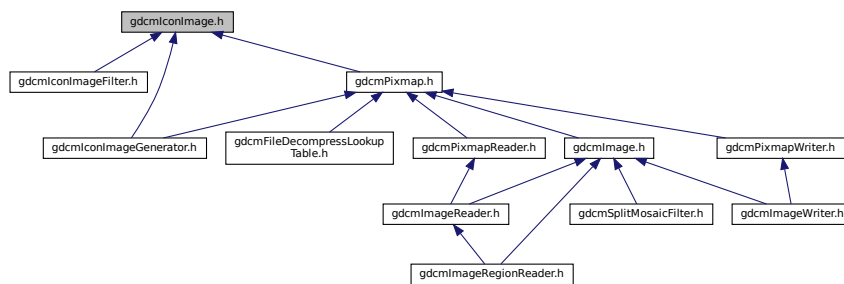 gdcmIconImage.h
gdcmIconImageFilter.h
gdcmPixmap.h
gdcmIconImageGenerator.h
gdcmFileDecompressLookup
Table.h
gdcmPixmapReader.h
gdcmImage.h
gdcmPixmapWriter.h
gdcmImageReader.h
gdcmSplitMosaicFilter.h
gdcmImageWriter.h
gdcmImageRegionReader.h